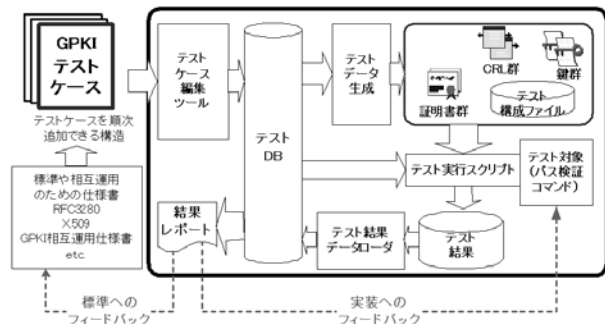 GPKI
テスト
ケース
テストケースを順次
追加できる構造
標準や相互運用
のための仕様書
RFC3280
X.509
GPKI相互運用仕様書
etc
テスト
ケース
編集
ツール
テスト
DB
テスト
データ
生成
CRL群
鍵群
証明書群
テスト
構成ファイル
テスト実行スクリプト
テスト対象
(パス検証
コマンド)
結果
レポート
テスト結果
データローダ
テスト
結果
標準への
フィードバック
実装への
フィードバック